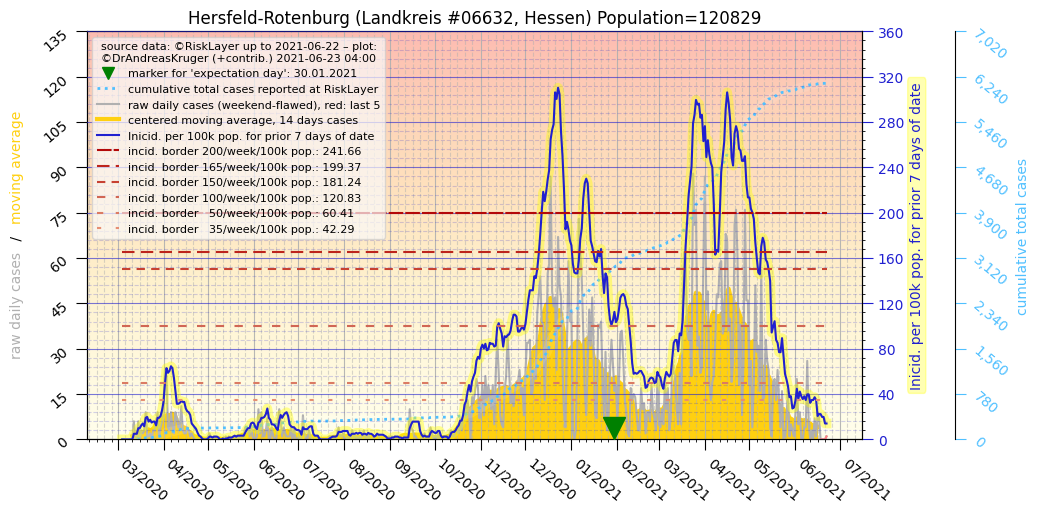 Hersfeld-Rotenburg (Landkreis #06632, Hessen) Population=120829
source data: ©RiskLayer up to 2021-06-22 – plot:
©DrAndreasKruger (+contrib.) 2021-06-23 04:00
marker for 'expectation day': 30.01.2021
cumulative total cases reported at RiskLayer
raw daily cases (weekend-flawed), red: last 5
centered moving average, 14 days cases
Inicid. per 100k pop. for prior 7 days of date
incid. border 200/week/100k pop.: 241.66
incid. border 165/week/100k pop.: 199.37
incid. border 150/week/100k pop.: 181.24
incid. border 100/week/100k pop.: 120.83
incid. border 50/week/100k pop.: 60.41
incid. border 35/week/100k pop.: 42.29
raw daily cases / moving average
135
120
105
90
75
60
45
30
15
0
360
320
280
240
200
160
120
80
40
0
Inicid. per 100k pop. for prior 7 days of date
7,020
6,240
5,460
4,680
3,900
3,120
2,340
1,560
780
0
cumulative total cases
03/2020
04/2020
05/2020
06/2020
07/2020
08/2020
09/2020
10/2020
11/2020
12/2020
01/2021
02/2021
03/2021
04/2021
05/2021
06/2021
07/2021